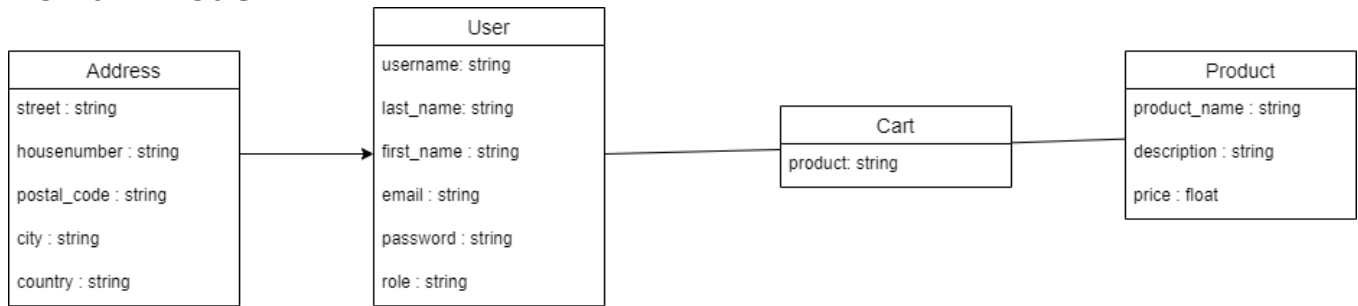 Address
street : string
housenumber : string
postal_code : string
city : string
country : string
User
username: string
last_name: string
first_name : string
email : string
password : string
role : string
Cart
product: string
Product
product_name : string
description : string
price : float